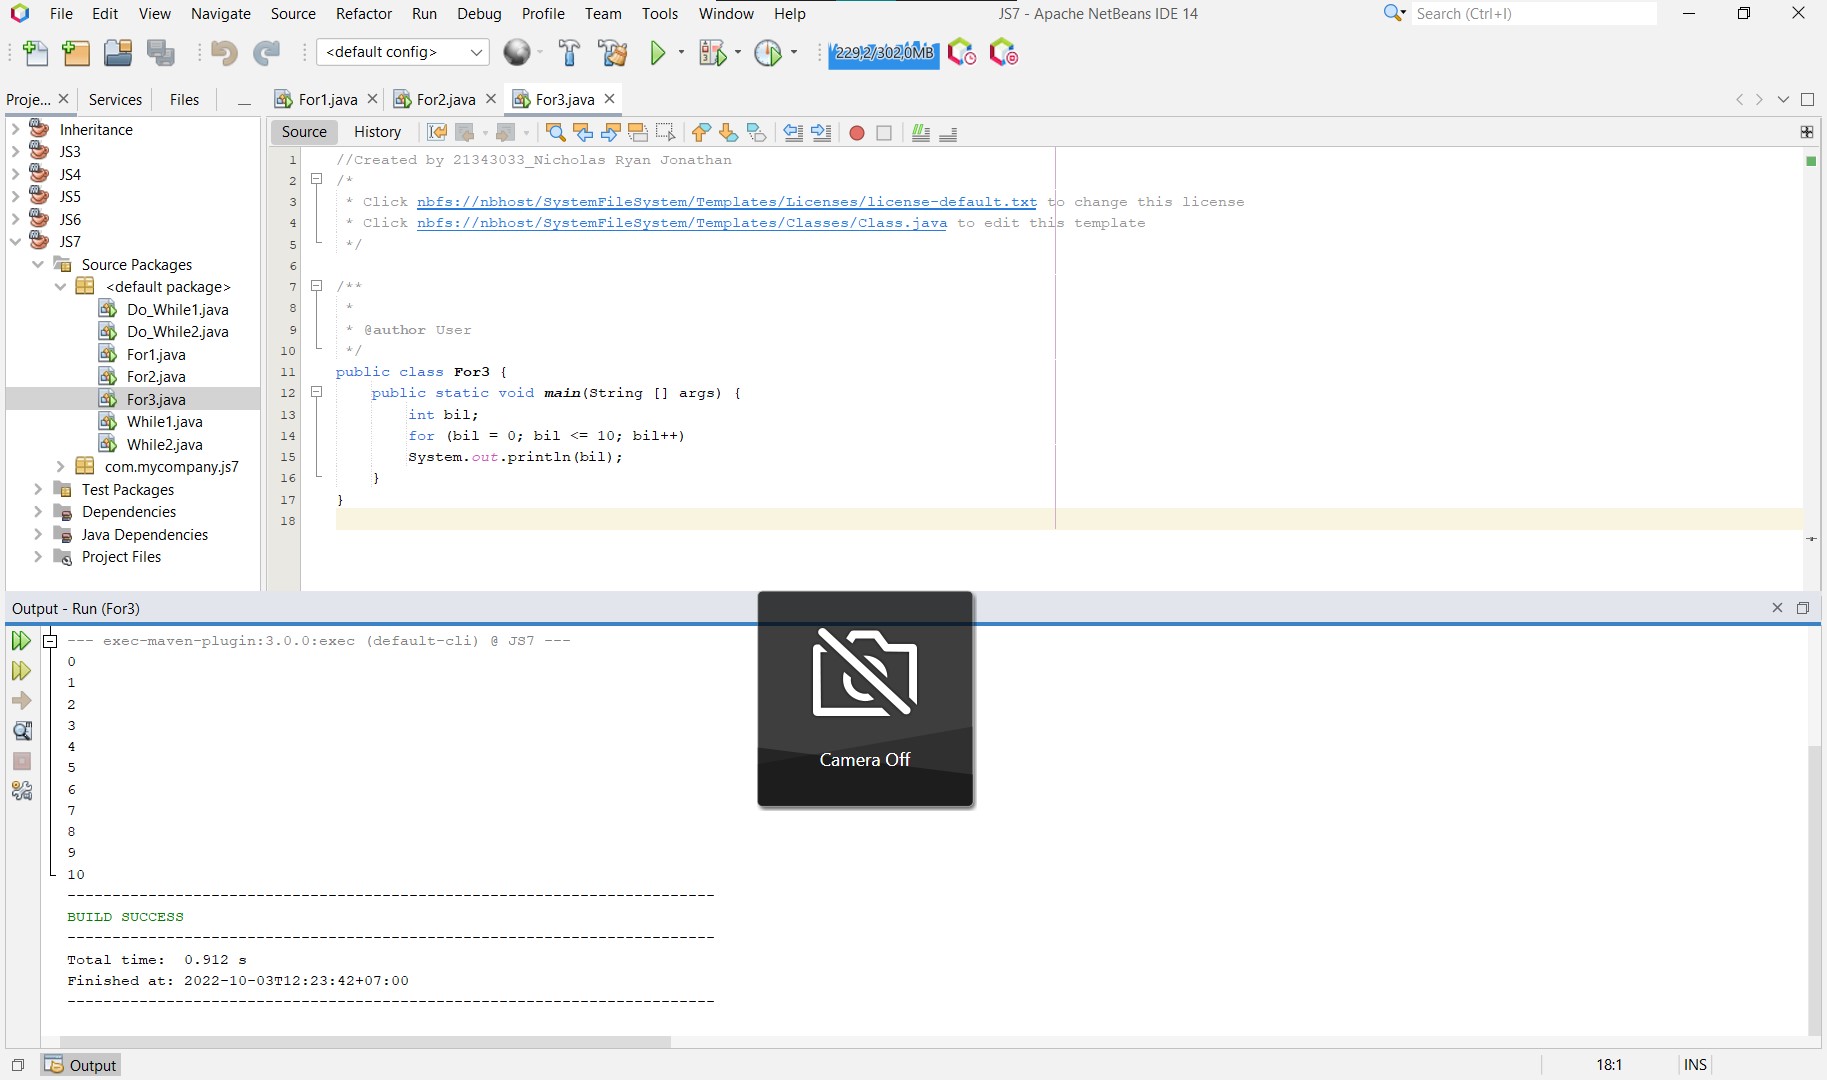 File Edit View Navigate Source Refactor Run Debug Profile Team Tools Window Help JS7 - Apache NetBeans IDE 14 Search (Ctrl+I)
<default config> 229,2/302,0MB
Proje... Services Files For1.java For2.java For3.java
Source History
Inheritance
JS3
JS4
JS5
JS6
JS7
Source Packages
<default package>
Do_While1.java
Do_While2.java
For1.java
For2.java
For3.java
While1.java
While2.java
com.mycompany.js7
Test Packages
Dependencies
Java Dependencies
Project Files
1 //Created by 21343033_Nicholas Ryan Jonathan
2 /*
3 * Click nbfs://nbhost/SystemFileSystem/Templates/Licenses/license-default.txt to change this license
4 * Click nbfs://nbhost/SystemFileSystem/Templates/Classes/Class.java to edit this template
5 */
6
7 /**
8 *
9 * @author User
10 */
11 public class For3 {
12 public static void main(String [] args) {
13 int bil;
14 for (bil = 0; bil <= 10; bil++)
15 System.out.println(bil);
16 }
17 }
18
Output - Run (For3)
--- exec-maven-plugin:3.0.0:exec (default-cli) @ JS7 ---
0
1
2
3
4
5
6
7
8
9
10
------------------------------------------------------------------------
BUILD SUCCESS
------------------------------------------------------------------------
Total time:  0.912 s
Finished at: 2022-10-03T12:23:42+07:00
------------------------------------------------------------------------
Camera Off
Output 18:1 INS